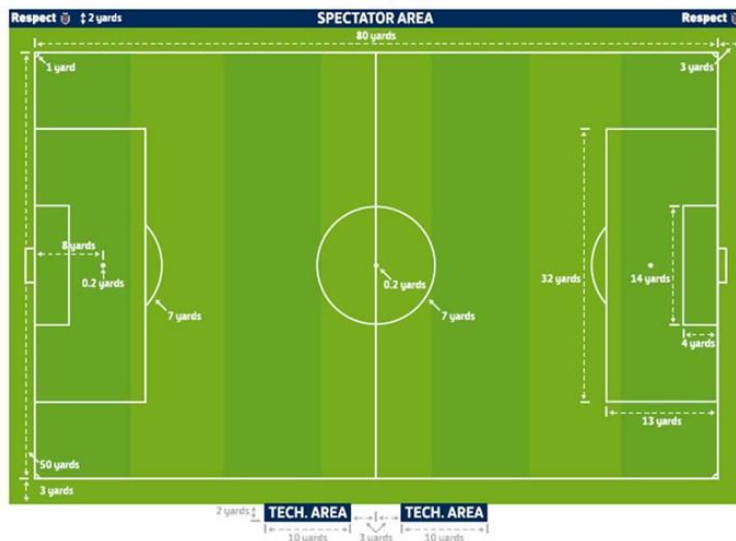 Respect 2 yards SPECTATOR AREA Respect
80 yards
1 yard 3 yards
8 yards
0.2 yards
7 yards
0.2 yards
7 yards
32 yards
14 yards
4 yards
13 yards
50 yards
3 yards
2 yards TECH. AREA TECH. AREA
10 yards 3 yards 10 yards